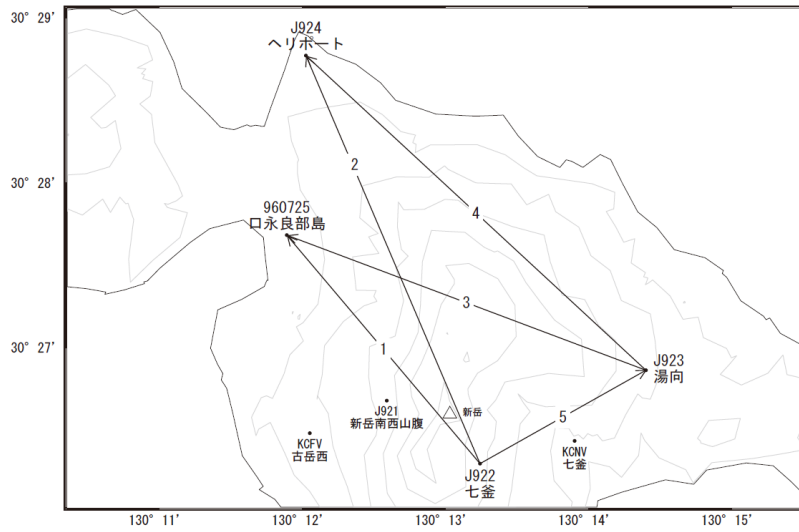 30° 29'
J924
ヘリポート
2
30° 28'
960725
口永良部島
4
3
1
30° 27'
J923
湯向
J921
新岳南西山腹
新岳
5
KCFV
古岳西
KCNV
七釜
J922
七釜
130° 11'
130° 12'
130° 13'
130° 14'
130° 15'